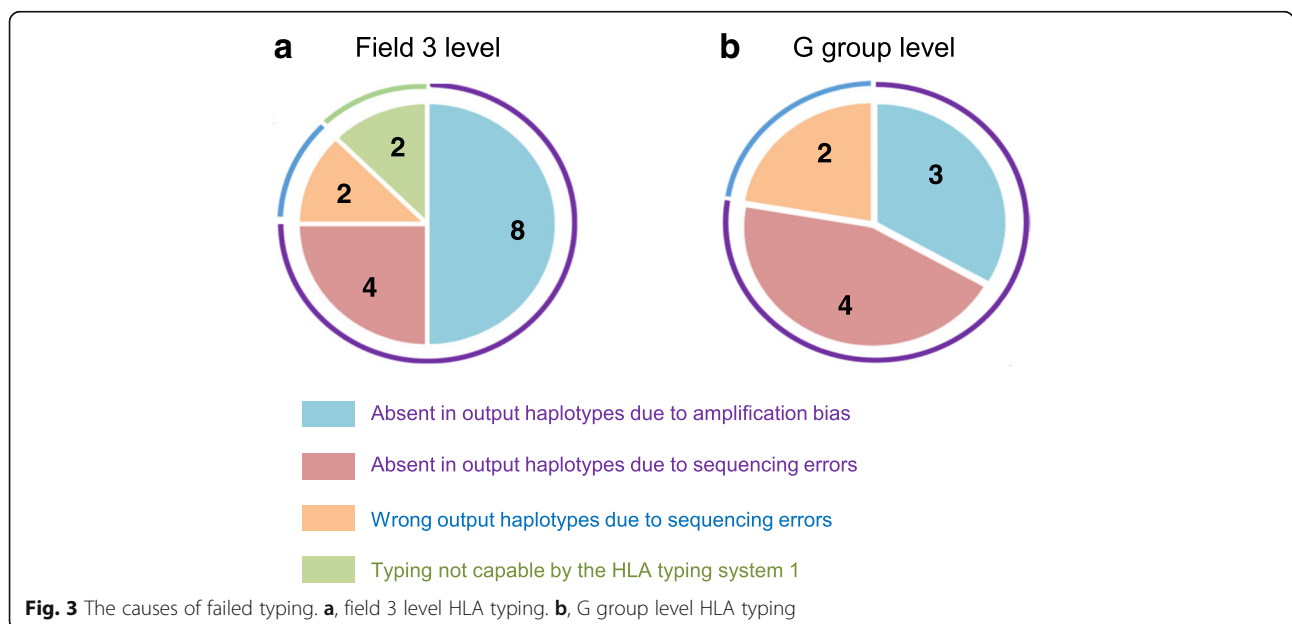 a Field 3 level
b G group level
2
2
4
8
2
3
4
Absent in output haplotypes due to amplification bias
Absent in output haplotypes due to sequencing errors
Wrong output haplotypes due to sequencing errors
Typing not capable by the HLA typing system 1
Fig. 3 The causes of failed typing. a, field 3 level HLA typing. b, G group level HLA typing